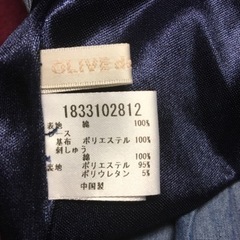 OLIVE d
1833102812
表地 綿 100%
レース
基布 ポリエステル 100%
刺しゅう
綿 100%
裏地 ポリエステル 95%
ポリウレタン 5%
中国製